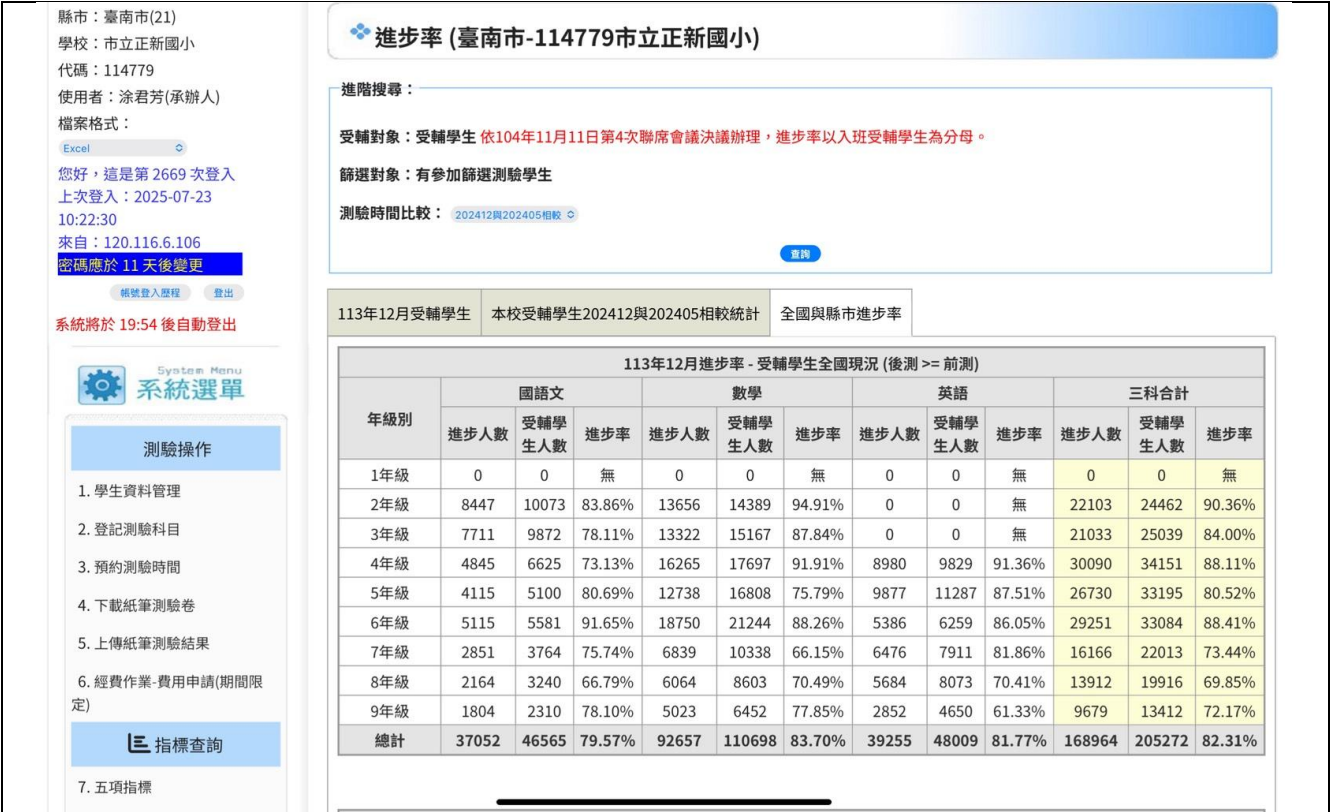 縣市：臺南市(21)
學校：市立正新國小
代碼：114779
使用者：涂君芳(承辦人)
檔案格式：
Excel
您好，這是第 2669 次登入
上次登入：2025-07-23
10:22:30
來自：120.116.6.106
密碼應於 11 天後變更
帳號登入歷程 登出
系統將於 19:54 後自動登出
System Menu
系統選單
測驗操作
1. 學生資料管理
2. 登記測驗科目
3. 預約測驗時間
4. 下載紙筆測驗卷
5. 上傳紙筆測驗結果
6. 經費作業-費用申請(期間限
定)
指標查詢
7. 五項指標
進步率 (臺南市-114779市立正新國小)
進階搜尋：
受輔對象：受輔學生 依104年11月11日第4次聯席會議決議辦理，進步率以入班受輔學生為分母。
篩選對象：有參加篩選測驗學生
測驗時間比較： 202412與202405相較
查詢
113年12月受輔學生 本校受輔學生202412與202405相較統計 全國與縣市進步率
113年12月進步率 - 受輔學生全國現況 (後測 >= 前測)
年級別 國語文 數學 英語 三科合計
進步人數 受輔學生人數 進步率 進步人數 受輔學生人數 進步率 進步人數 受輔學生人數 進步率 進步人數 受輔學生人數 進步率
1年級 0 0 無 0 0 無 0 0 無 0 0 無
2年級 8447 10073 83.86% 13656 14389 94.91% 0 0 無 22103 24462 90.36%
3年級 7711 9872 78.11% 13322 15167 87.84% 0 0 無 21033 25039 84.00%
4年級 4845 6625 73.13% 16265 17697 91.91% 8980 9829 91.36% 30090 34151 88.11%
5年級 4115 5100 80.69% 12738 16808 75.79% 9877 11287 87.51% 26730 33195 80.52%
6年級 5115 5581 91.65% 18750 21244 88.26% 5386 6259 86.05% 29251 33084 88.41%
7年級 2851 3764 75.74% 6839 10338 66.15% 6476 7911 81.86% 16166 22013 73.44%
8年級 2164 3240 66.79% 6064 8603 70.49% 5684 8073 70.41% 13912 19916 69.85%
9年級 1804 2310 78.10% 5023 6452 77.85% 2852 4650 61.33% 9679 13412 72.17%
總計 37052 46565 79.57% 92657 110698 83.70% 39255 48009 81.77% 168964 205272 82.31%